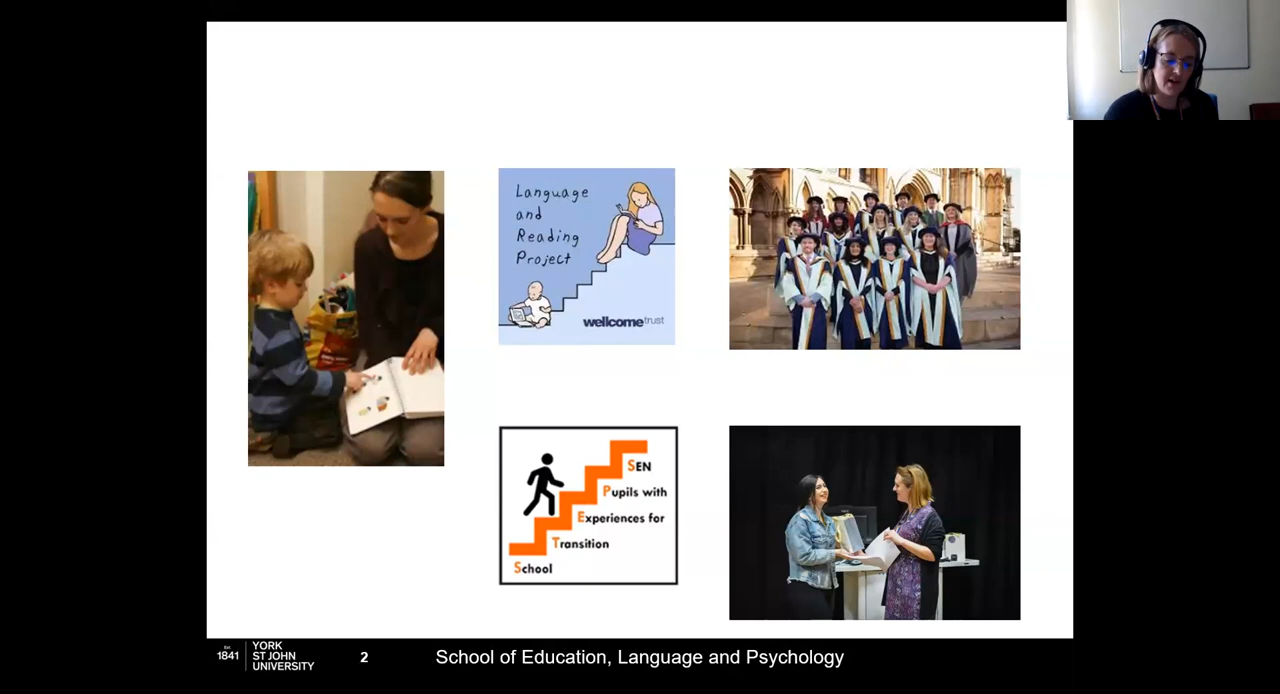 Language
and
Reading
Project
wellcome trust
SEN
Pupils with
Experiences for
Transition
School
Est.
1841
YORK
ST JOHN
UNIVERSITY
2
School of Education, Language and Psychology